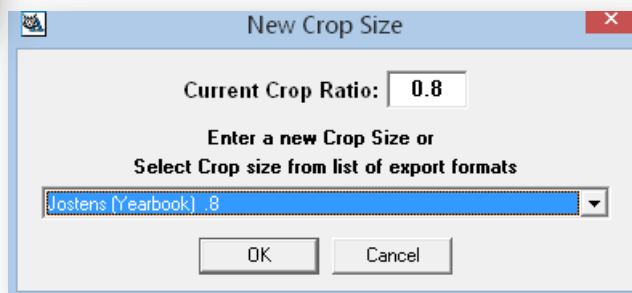 New Crop Size
Current Crop Ratio: 0.8
Enter a new Crop Size or
Select Crop size from list of export formats
Jostens (Yearbook) .8
OK Cancel